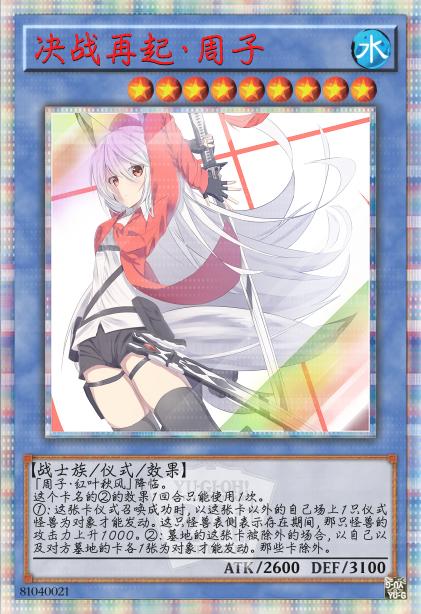 决战再起·周子
水
【战士族/仪式/效果】
「周子·红叶秋风」降临。
这个卡名的②的效果1回合只能使用1次。
①：这张卡仪式召唤成功时，以这张卡以外的自己场上1只仪式
怪兽为对象才能发动。这只怪兽表侧表示存在期间，那只怪兽的
攻击力上升1000。②：墓地的这张卡被除外的场合，以自己以
及对方墓地的卡各1张为对象才能发动。那些卡除外。
ATK/2600 DEF/3100
81040021
YU-GI-OH!